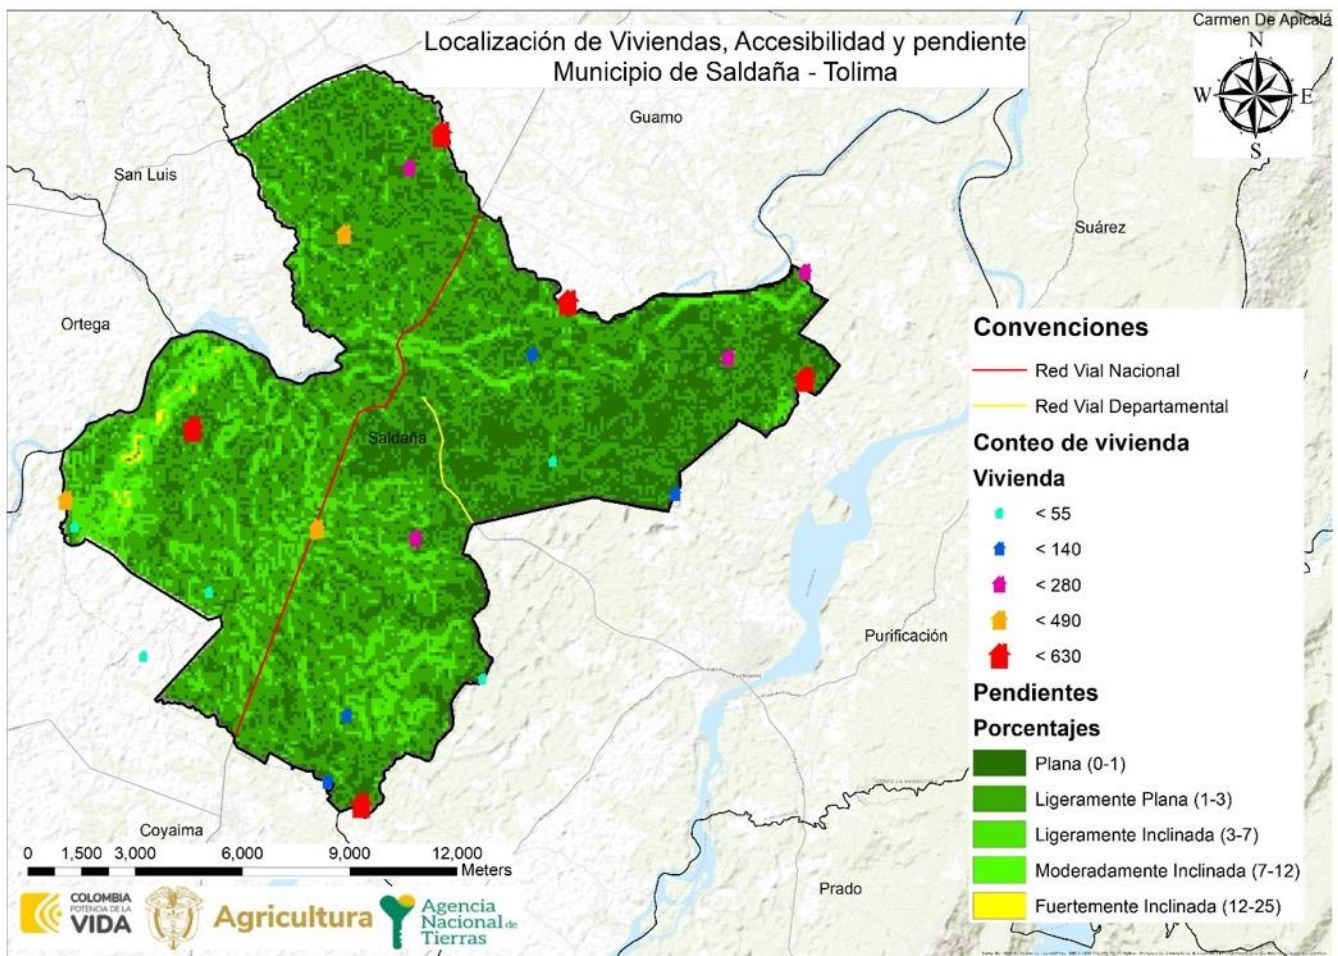 Carmen De Apicalá
Localización de Viviendas, Accesibilidad y pendiente
Municipio de Saldaña - Tolima
N
W
E
S
Guamo
San Luis
Suárez
Ortega
Saldaña
Purificación
Coyaima
Prado
Convenciones
Red Vial Nacional
Red Vial Departamental
Conteo de vivienda
Vivienda
< 55
< 140
< 280
< 490
< 630
Pendientes
Porcentajes
Plana (0-1)
Ligeramente Plana (1-3)
Ligeramente Inclinada (3-7)
Moderadamente Inclinada (7-12)
Fuertemente Inclinada (12-25)
0 1,500 3,000 6,000 9,000 12,000
Meters
COLOMBIA
POTENCIA DE LA
VIDA
Agricultura
Agencia
Nacional de
Tierras